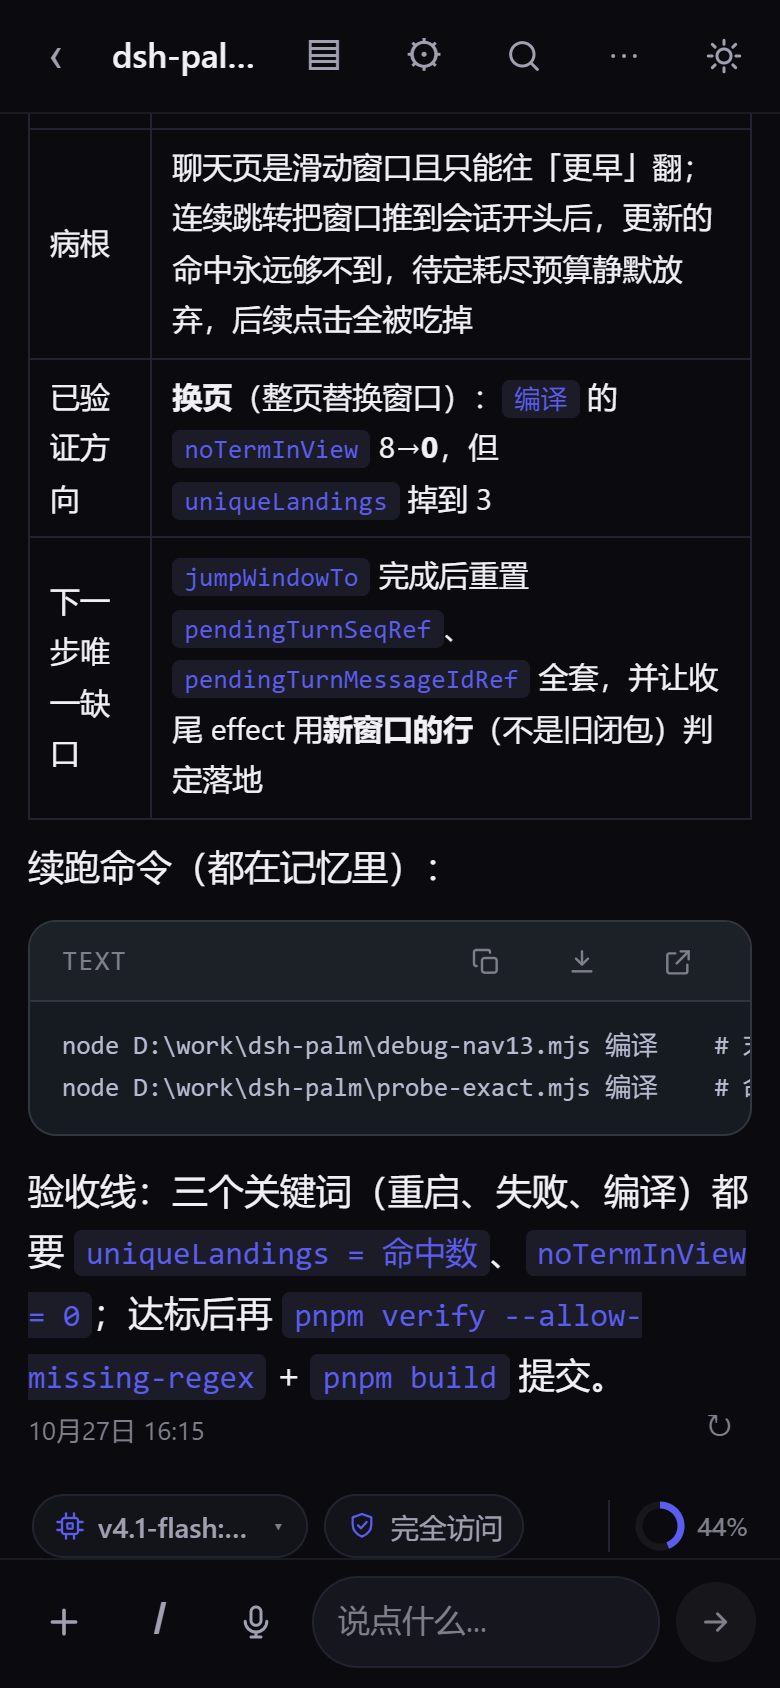 dsh-pal...
病根
聊天页是滑动窗口且只能往「更早」翻；
连续跳转把窗口推到会话开头后，更新的
命中永远够不到，待定耗尽预算静默放
弃，后续点击全被吃掉
已验
证方
向
换页（整页替换窗口）：编译 的
noTermInView 8→0，但
uniqueLandings 掉到 3
下一
步唯
一缺
口
jumpWindowTo 完成后重置
pendingTurnSeqRef、
pendingTurnMessageIdRef 全套，并让收
尾 effect 用新窗口的行（不是旧闭包）判
定落地
续跑命令（都在记忆里）：
TEXT
node D:\work\dsh-palm\debug-nav13.mjs 编译    #
node D:\work\dsh-palm\probe-exact.mjs 编译    #
验收线：三个关键词（重启、失败、编译）都
要 uniqueLandings = 命中数、noTermInView
= 0；达标后再 pnpm verify --allow-
missing-regex + pnpm build 提交。
10月27日 16:15
v4.1-flash:...
完全访问
44%
说点什么...